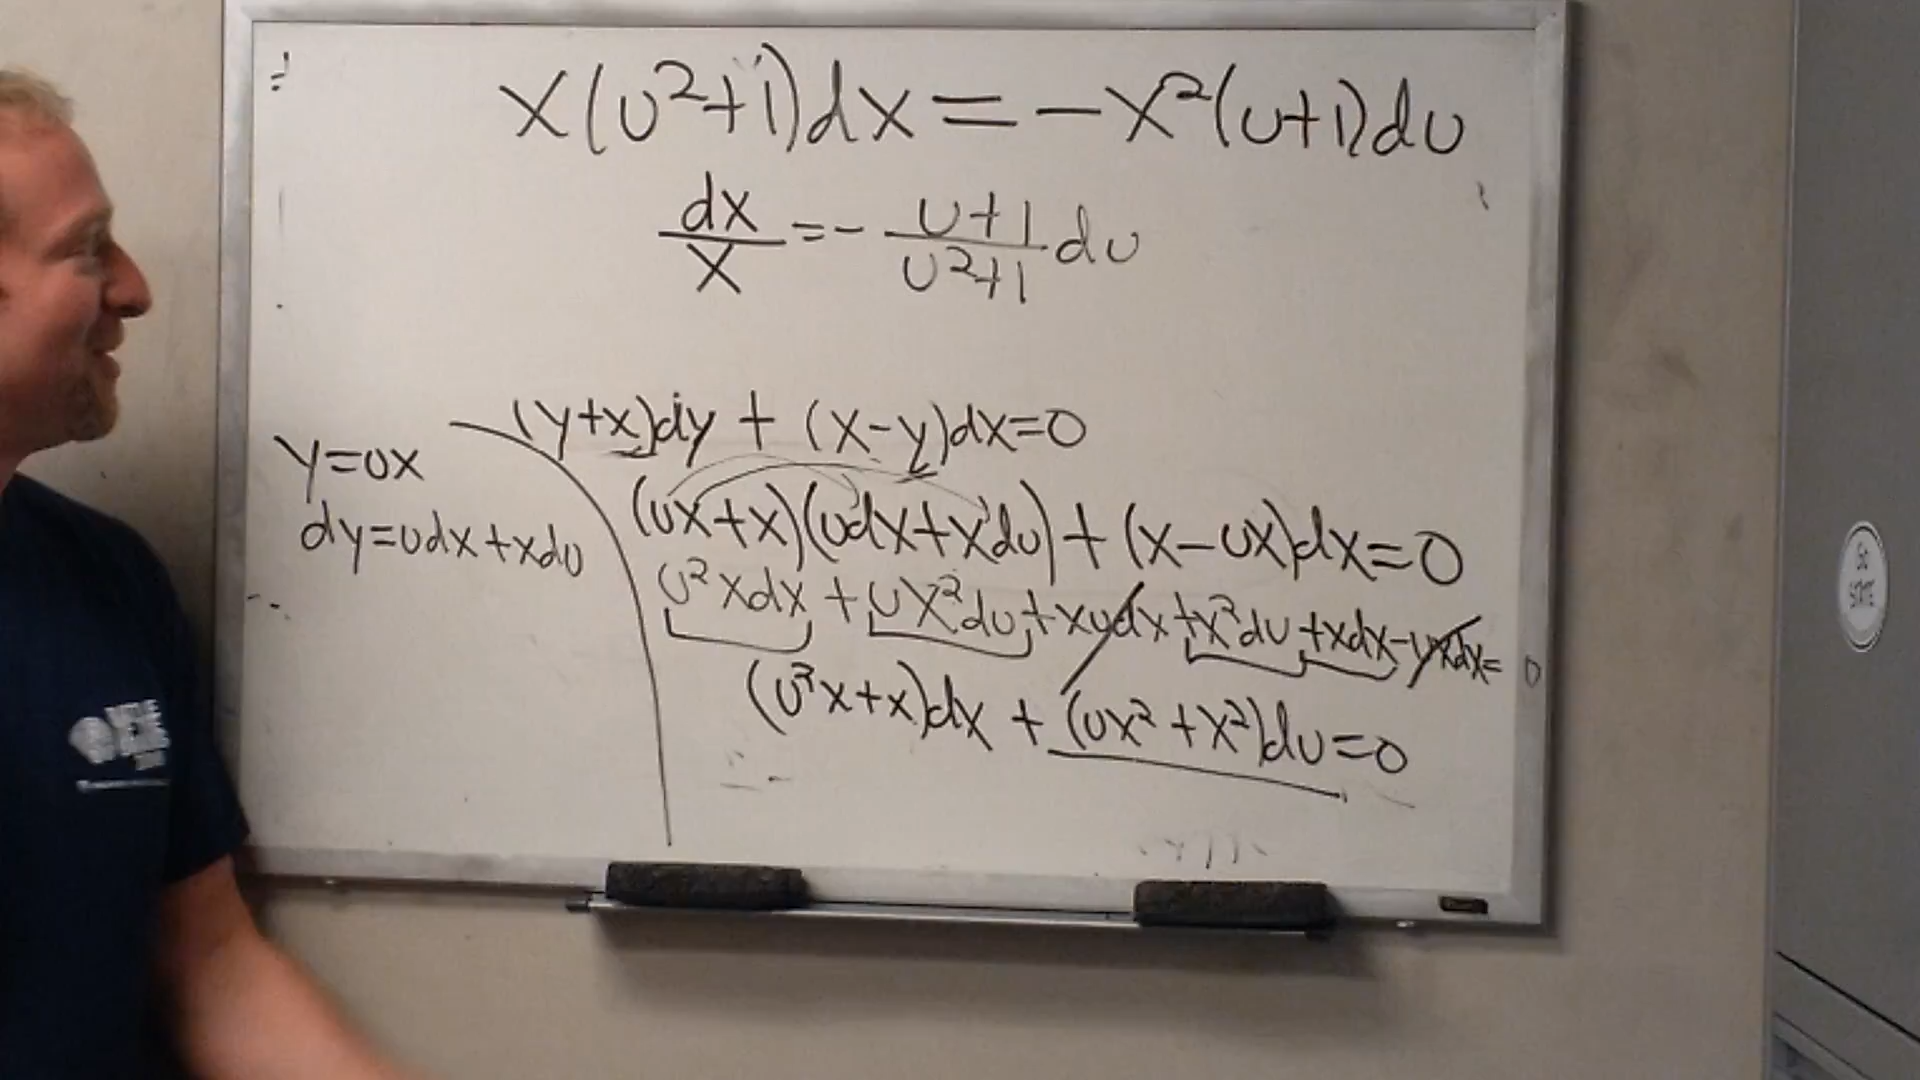 x(u²+1)dx=-x²(u+1)du
dx/x=-(u+1)/(u²+1)du
(y+x)dy+(x-y)dx=0
y=ux
dy=udx+xdu
(ux+x)(udx+xdu)+(x-ux)dx=0
u²xdx+ux²du+xudx+x²du+xdx-uxdx=0
(u²x+x)dx+(ux²+x²)du=0